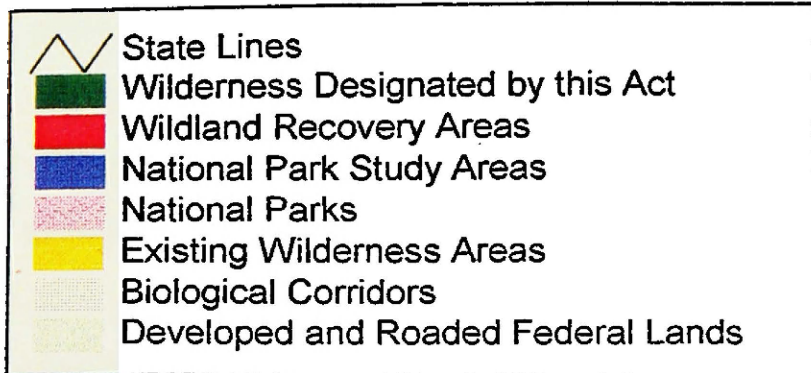 State Lines
Wilderness Designated by this Act
Wildland Recovery Areas
National Park Study Areas
National Parks
Existing Wilderness Areas
Biological Corridors
Developed and Roaded Federal Lands